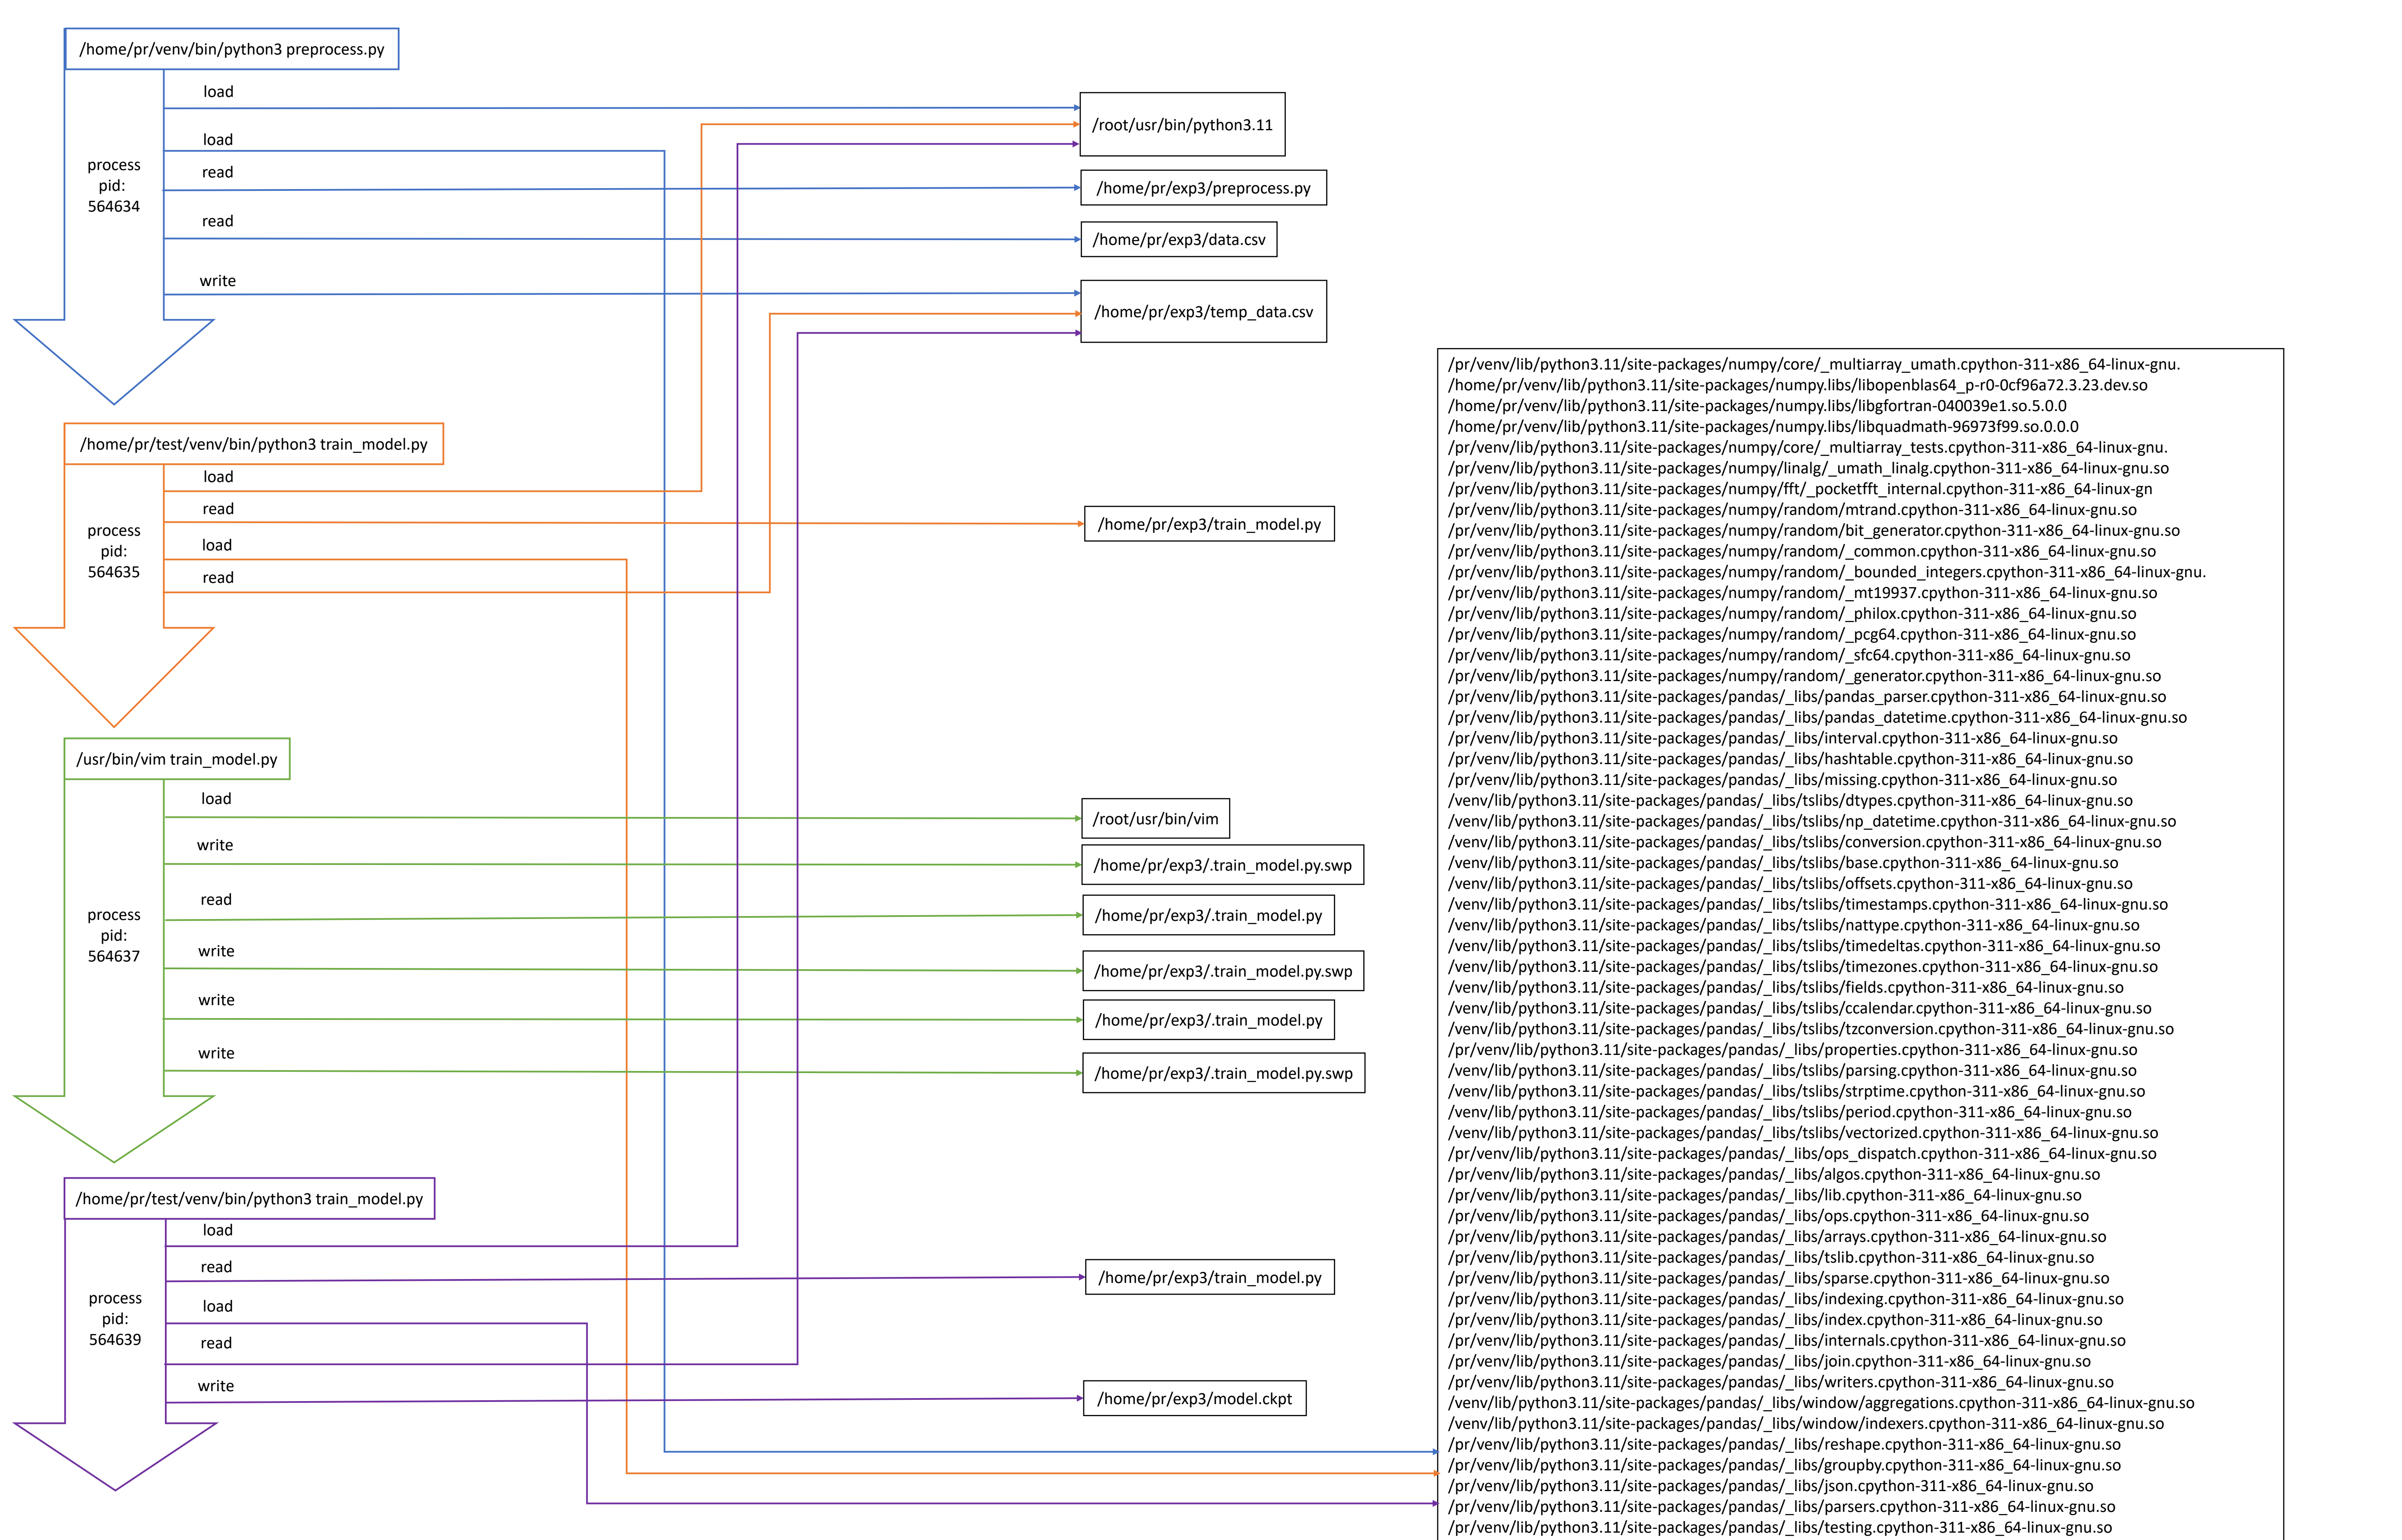 /home/pr/venv/bin/python3 preprocess.py
load
load
process
pid:
564634
read
read
write
/root/usr/bin/python3.11
/home/pr/exp3/preprocess.py
/home/pr/exp3/data.csv
/home/pr/exp3/temp_data.csv
/home/pr/test/venv/bin/python3 train_model.py
load
read
process
pid:
564635
load
read
/home/pr/exp3/train_model.py
/usr/bin/vim train_model.py
load
write
read
process
pid:
564637
write
write
write
/root/usr/bin/vim
/home/pr/exp3/.train_model.py.swp
/home/pr/exp3/.train_model.py
/home/pr/exp3/.train_model.py.swp
/home/pr/exp3/.train_model.py
/home/pr/exp3/.train_model.py.swp
/home/pr/test/venv/bin/python3 train_model.py
load
read
process
pid:
564639
load
read
write
/home/pr/exp3/train_model.py
/home/pr/exp3/model.ckpt
/pr/venv/lib/python3.11/site-packages/numpy/core/_multiarray_umath.cpython-311-x86_64-linux-gnu.
/home/pr/venv/lib/python3.11/site-packages/numpy.libs/libopenblas64_p-r0-0cf96a72.3.23.dev.so
/home/pr/venv/lib/python3.11/site-packages/numpy.libs/libgfortran-040039e1.so.5.0.0
/home/pr/venv/lib/python3.11/site-packages/numpy.libs/libquadmath-96973f99.so.0.0.0
/pr/venv/lib/python3.11/site-packages/numpy/core/_multiarray_tests.cpython-311-x86_64-linux-gnu.
/pr/venv/lib/python3.11/site-packages/numpy/linalg/_umath_linalg.cpython-311-x86_64-linux-gnu.so
/pr/venv/lib/python3.11/site-packages/numpy/fft/_pocketfft_internal.cpython-311-x86_64-linux-gn
/pr/venv/lib/python3.11/site-packages/numpy/random/mtrand.cpython-311-x86_64-linux-gnu.so
/pr/venv/lib/python3.11/site-packages/numpy/random/bit_generator.cpython-311-x86_64-linux-gnu.so
/pr/venv/lib/python3.11/site-packages/numpy/random/_common.cpython-311-x86_64-linux-gnu.so
/pr/venv/lib/python3.11/site-packages/numpy/random/_bounded_integers.cpython-311-x86_64-linux-gnu.
/pr/venv/lib/python3.11/site-packages/numpy/random/_mt19937.cpython-311-x86_64-linux-gnu.so
/pr/venv/lib/python3.11/site-packages/numpy/random/_philox.cpython-311-x86_64-linux-gnu.so
/pr/venv/lib/python3.11/site-packages/numpy/random/_pcg64.cpython-311-x86_64-linux-gnu.so
/pr/venv/lib/python3.11/site-packages/numpy/random/_sfc64.cpython-311-x86_64-linux-gnu.so
/pr/venv/lib/python3.11/site-packages/numpy/random/_generator.cpython-311-x86_64-linux-gnu.so
/pr/venv/lib/python3.11/site-packages/pandas/_libs/pandas_parser.cpython-311-x86_64-linux-gnu.so
/pr/venv/lib/python3.11/site-packages/pandas/_libs/pandas_datetime.cpython-311-x86_64-linux-gnu.so
/pr/venv/lib/python3.11/site-packages/pandas/_libs/interval.cpython-311-x86_64-linux-gnu.so
/pr/venv/lib/python3.11/site-packages/pandas/_libs/hashtable.cpython-311-x86_64-linux-gnu.so
/pr/venv/lib/python3.11/site-packages/pandas/_libs/missing.cpython-311-x86_64-linux-gnu.so
/venv/lib/python3.11/site-packages/pandas/_libs/tslibs/dtypes.cpython-311-x86_64-linux-gnu.so
/venv/lib/python3.11/site-packages/pandas/_libs/tslibs/np_datetime.cpython-311-x86_64-linux-gnu.so
/venv/lib/python3.11/site-packages/pandas/_libs/tslibs/conversion.cpython-311-x86_64-linux-gnu.so
/venv/lib/python3.11/site-packages/pandas/_libs/tslibs/base.cpython-311-x86_64-linux-gnu.so
/venv/lib/python3.11/site-packages/pandas/_libs/tslibs/offsets.cpython-311-x86_64-linux-gnu.so
/venv/lib/python3.11/site-packages/pandas/_libs/tslibs/timestamps.cpython-311-x86_64-linux-gnu.so
/venv/lib/python3.11/site-packages/pandas/_libs/tslibs/nattype.cpython-311-x86_64-linux-gnu.so
/venv/lib/python3.11/site-packages/pandas/_libs/tslibs/timedeltas.cpython-311-x86_64-linux-gnu.so
/venv/lib/python3.11/site-packages/pandas/_libs/tslibs/timezones.cpython-311-x86_64-linux-gnu.so
/venv/lib/python3.11/site-packages/pandas/_libs/tslibs/fields.cpython-311-x86_64-linux-gnu.so
/venv/lib/python3.11/site-packages/pandas/_libs/tslibs/ccalendar.cpython-311-x86_64-linux-gnu.so
/venv/lib/python3.11/site-packages/pandas/_libs/tslibs/tzconversion.cpython-311-x86_64-linux-gnu.so
/pr/venv/lib/python3.11/site-packages/pandas/_libs/properties.cpython-311-x86_64-linux-gnu.so
/venv/lib/python3.11/site-packages/pandas/_libs/tslibs/parsing.cpython-311-x86_64-linux-gnu.so
/venv/lib/python3.11/site-packages/pandas/_libs/tslibs/strptime.cpython-311-x86_64-linux-gnu.so
/venv/lib/python3.11/site-packages/pandas/_libs/tslibs/period.cpython-311-x86_64-linux-gnu.so
/venv/lib/python3.11/site-packages/pandas/_libs/tslibs/vectorized.cpython-311-x86_64-linux-gnu.so
/pr/venv/lib/python3.11/site-packages/pandas/_libs/ops_dispatch.cpython-311-x86_64-linux-gnu.so
/pr/venv/lib/python3.11/site-packages/pandas/_libs/algos.cpython-311-x86_64-linux-gnu.so
/pr/venv/lib/python3.11/site-packages/pandas/_libs/lib.cpython-311-x86_64-linux-gnu.so
/pr/venv/lib/python3.11/site-packages/pandas/_libs/ops.cpython-311-x86_64-linux-gnu.so
/pr/venv/lib/python3.11/site-packages/pandas/_libs/arrays.cpython-311-x86_64-linux-gnu.so
/pr/venv/lib/python3.11/site-packages/pandas/_libs/tslib.cpython-311-x86_64-linux-gnu.so
/pr/venv/lib/python3.11/site-packages/pandas/_libs/sparse.cpython-311-x86_64-linux-gnu.so
/pr/venv/lib/python3.11/site-packages/pandas/_libs/indexing.cpython-311-x86_64-linux-gnu.so
/pr/venv/lib/python3.11/site-packages/pandas/_libs/index.cpython-311-x86_64-linux-gnu.so
/pr/venv/lib/python3.11/site-packages/pandas/_libs/internals.cpython-311-x86_64-linux-gnu.so
/pr/venv/lib/python3.11/site-packages/pandas/_libs/join.cpython-311-x86_64-linux-gnu.so
/pr/venv/lib/python3.11/site-packages/pandas/_libs/writers.cpython-311-x86_64-linux-gnu.so
/venv/lib/python3.11/site-packages/pandas/_libs/window/aggregations.cpython-311-x86_64-linux-gnu.so
/venv/lib/python3.11/site-packages/pandas/_libs/window/indexers.cpython-311-x86_64-linux-gnu.so
/pr/venv/lib/python3.11/site-packages/pandas/_libs/reshape.cpython-311-x86_64-linux-gnu.so
/pr/venv/lib/python3.11/site-packages/pandas/_libs/groupby.cpython-311-x86_64-linux-gnu.so
/pr/venv/lib/python3.11/site-packages/pandas/_libs/json.cpython-311-x86_64-linux-gnu.so
/pr/venv/lib/python3.11/site-packages/pandas/_libs/parsers.cpython-311-x86_64-linux-gnu.so
/pr/venv/lib/python3.11/site-packages/pandas/_libs/testing.cpython-311-x86_64-linux-gnu.so